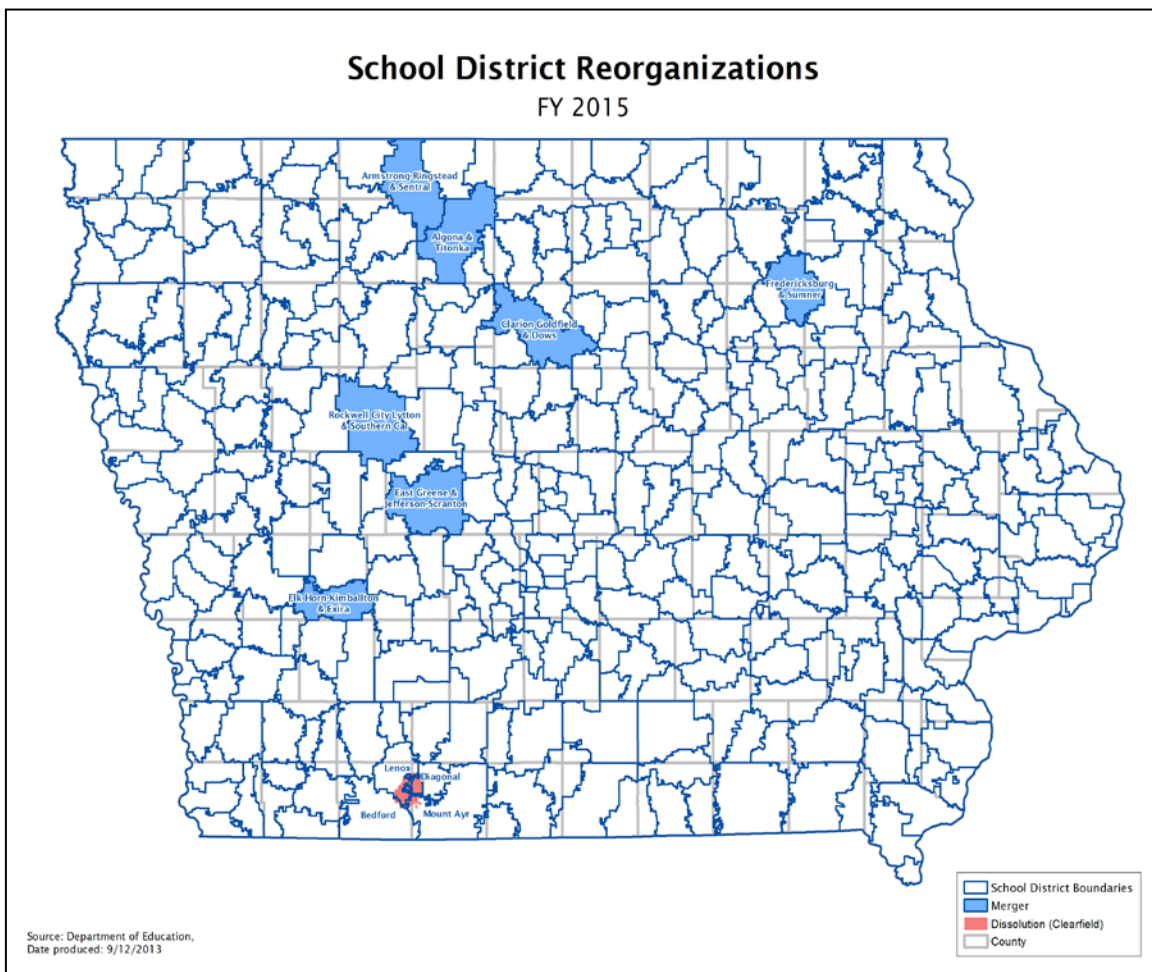 School District Reorganizations
FY 2015
Armstrong-Ringstead
& Sentral
Algona &
Titonka
Fredericksburg
& Sumner
Clarion Goldfield
& Dows
Rockwell City Lytton
& Southern Cal
East Greene &
Jefferson-Scranton
Elk Horn-Kimballton
& Exira
Lenox
Diagonal
Bedford
Mount Ayr
School District Boundaries
Merger
Dissolution (Clearfield)
County
Source: Department of Education,
Date produced: 9/12/2013